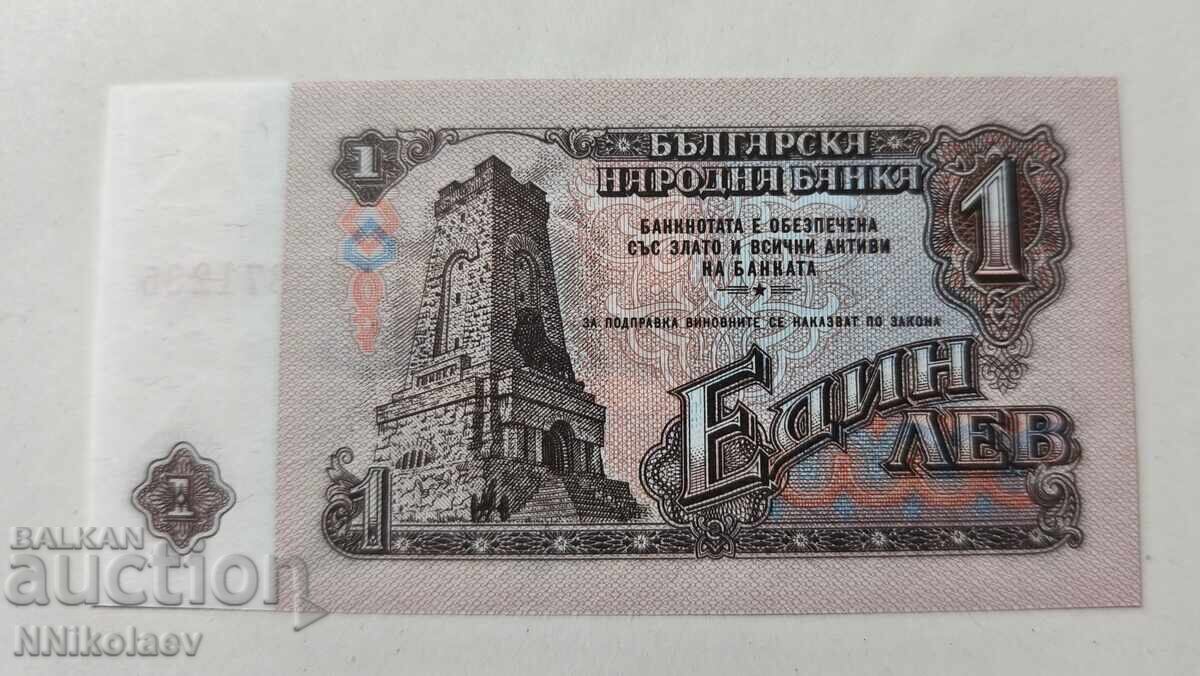 1
БЪЛГАРСКА
НАРОДНА БАНКА
1
БАНКНОТАТА Е ОБЕЗПЕЧЕНА
СЪС ЗЛАТО И ВСИЧКИ АКТИВИ
НА БАНКАТА
ЗА ПОДПРАВКА ВИНОВНИТЕ СЕ НАКАЗВАТ ПО ЗАКОНА
ЕДИН
ЛЕВ
1
1
BALKAN
auction
NNikolaev